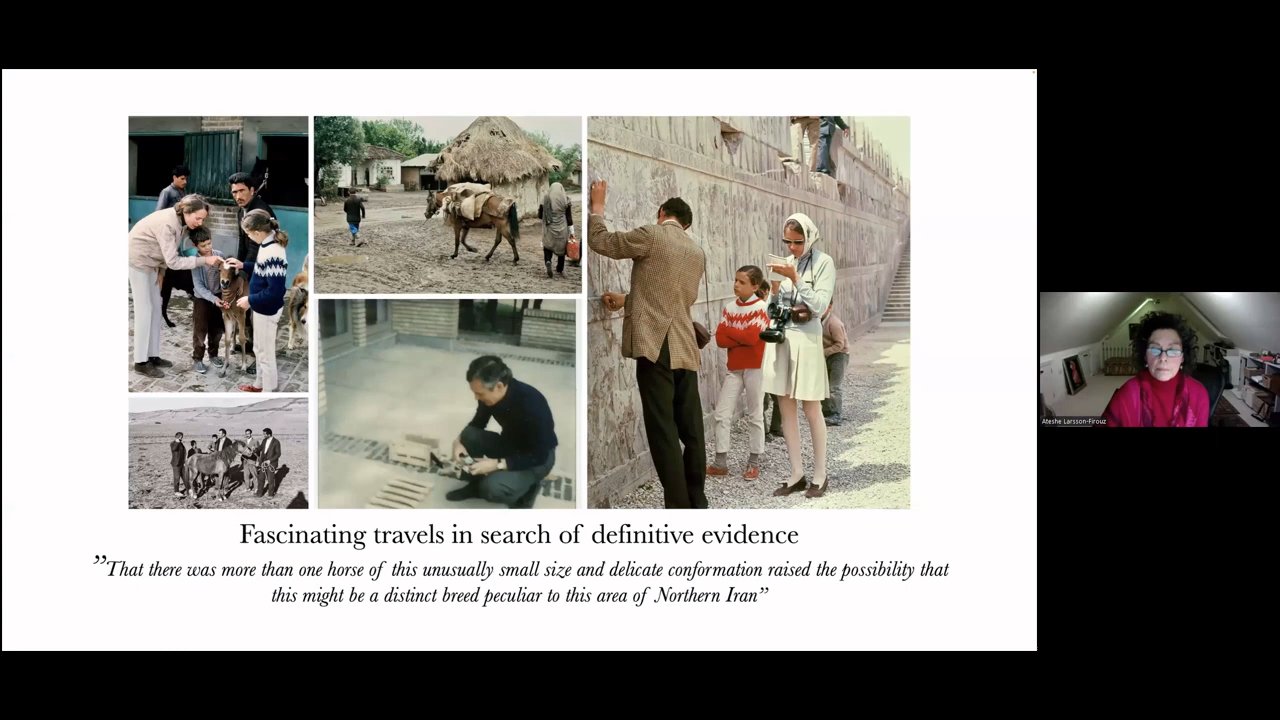 Fascinating travels in search of definitive evidence
”That there was more than one horse of this unusually small size and delicate conformation raised the possibility that
this might be a distinct breed peculiar to this area of Northern Iran”
Ateshe Larsson-Firouz